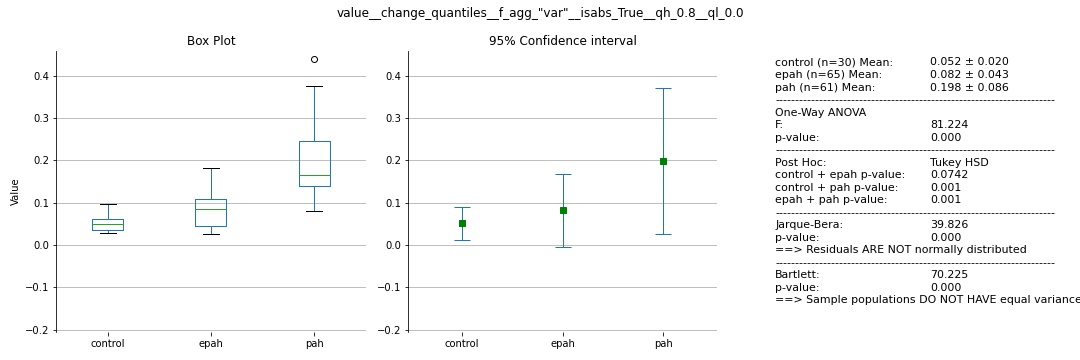 value__change_quantiles__f_agg_"var"__isabs_True__qh_0.8__ql_0.0
Box Plot
Value
0.4
0.3
0.2
0.1
0.0
−0.1
−0.2
control epah pah
95% Confidence interval
0.4
0.3
0.2
0.1
0.0
−0.1
−0.2
control epah pah
control (n=30) Mean: 0.052 ± 0.020
epah (n=65) Mean: 0.082 ± 0.043
pah (n=61) Mean: 0.198 ± 0.086
One-Way ANOVA
F: 81.224
p-value: 0.000
Post Hoc: Tukey HSD
control + epah p-value: 0.0742
control + pah p-value: 0.001
epah + pah p-value: 0.001
Jarque-Bera: 39.826
p-value: 0.000
==> Residuals ARE NOT normally distributed
Bartlett: 70.225
p-value: 0.000
==> Sample populations DO NOT HAVE equal variance